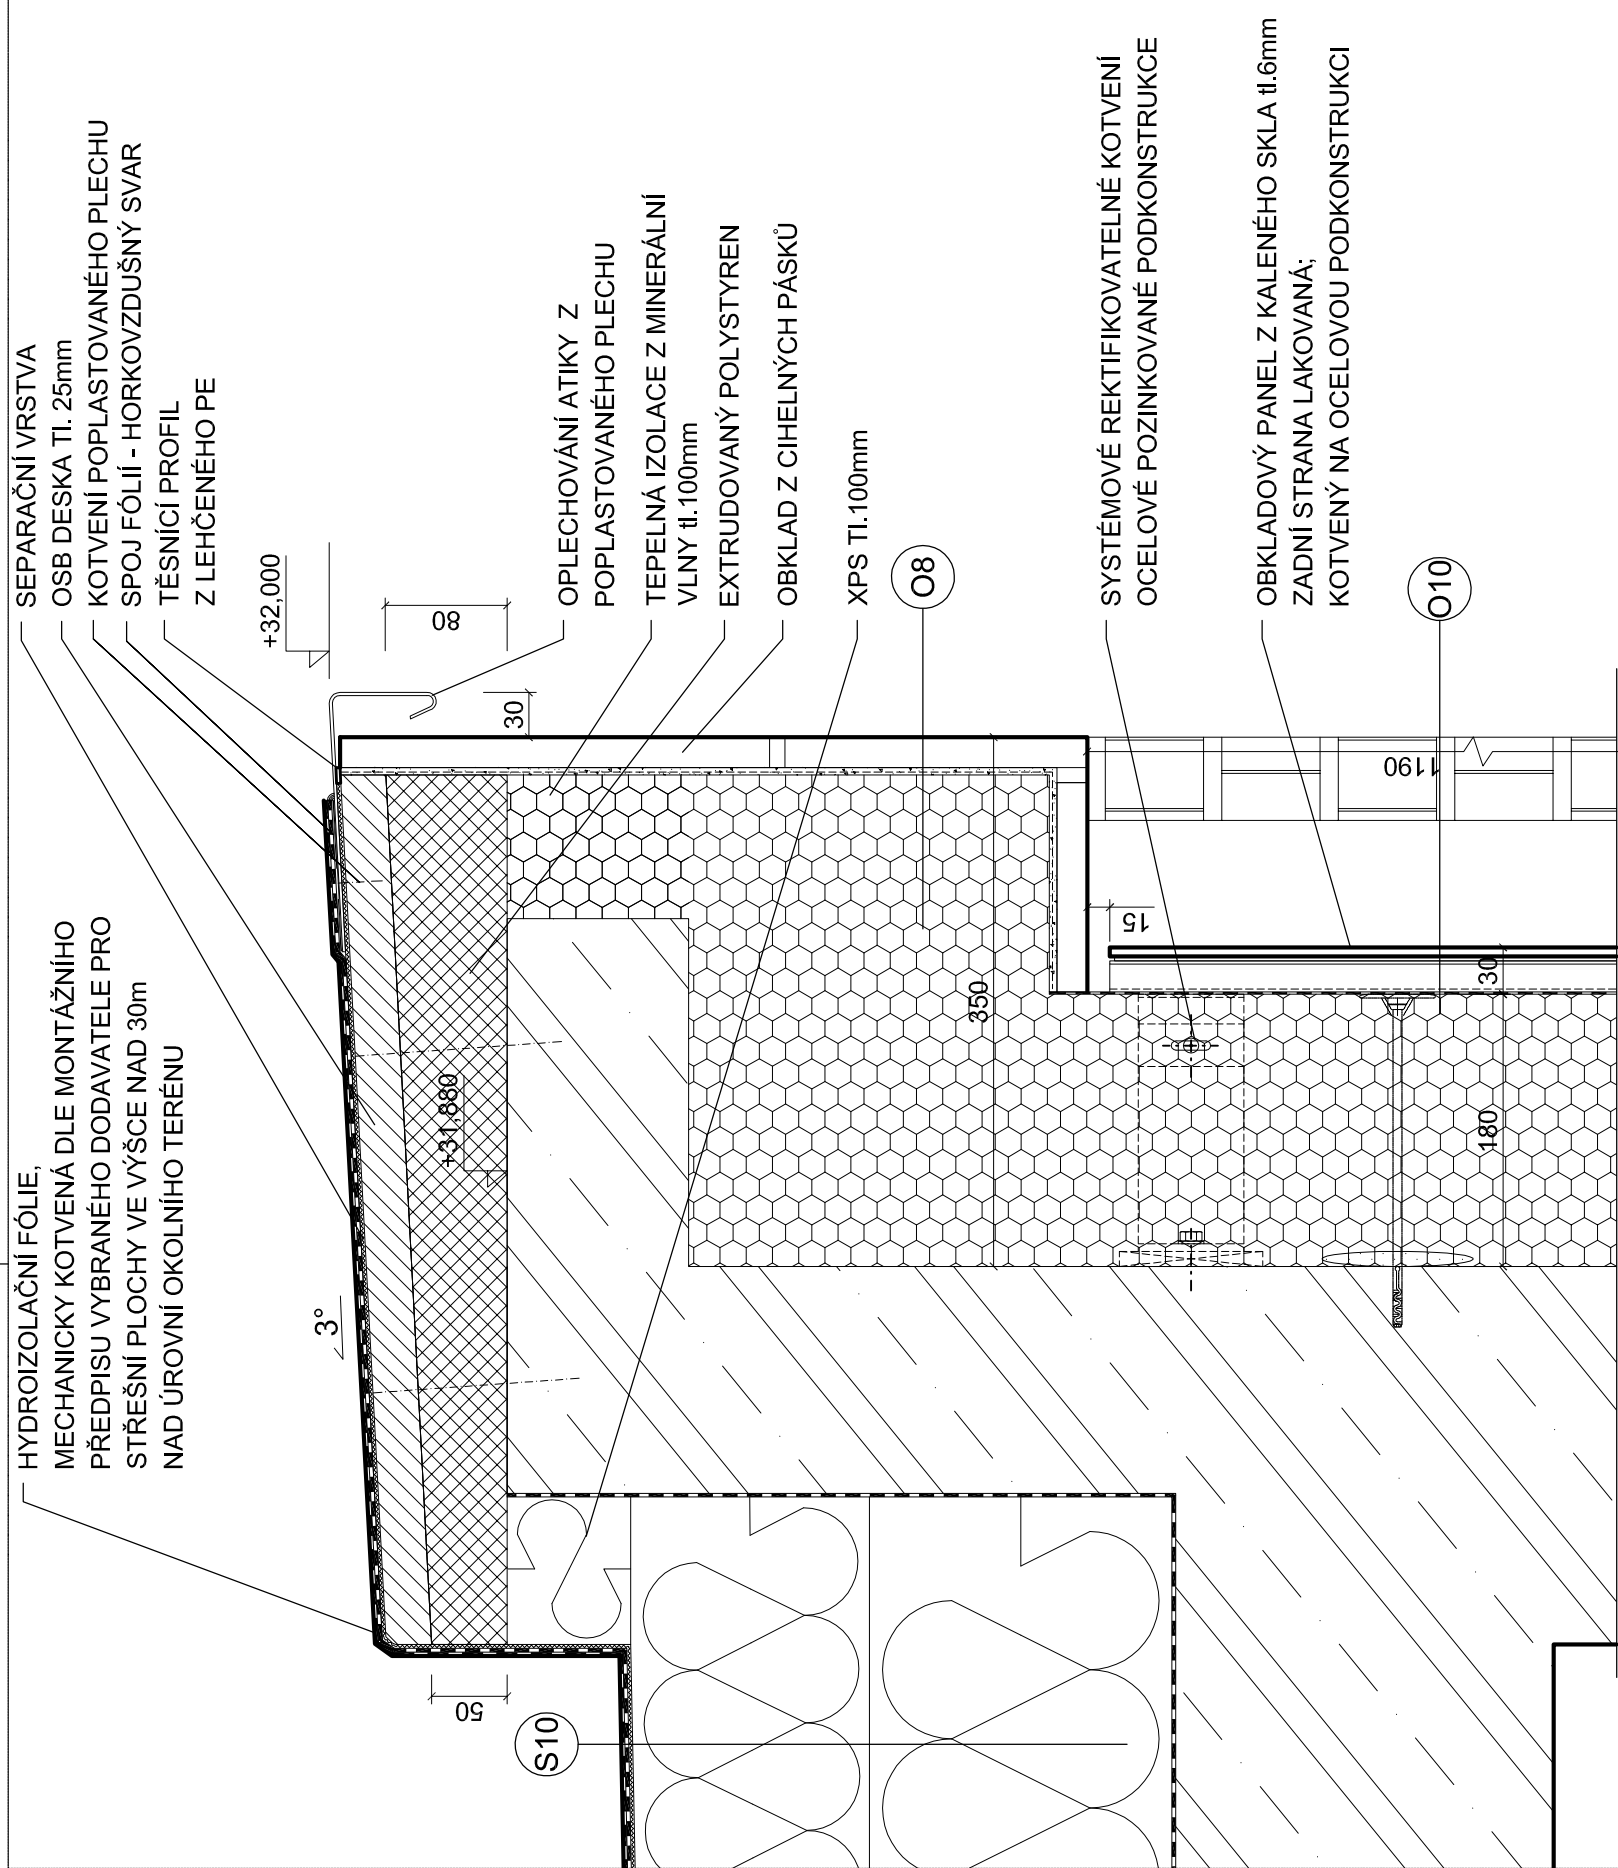 HYDROIZOLAČNÍ FÓLIE,
MECHANICKY KOTVENÁ DLE MONTÁŽNÍHO
PŘEDPISU VYBRANÉHO DODAVATELE PRO
STŘEŠNÍ PLOCHY VE VÝŠCE NAD 30m
NAD ÚROVNÍ OKOLNÍHO TERÉNU
SEPARAČNÍ VRSTVA
OSB DESKA Tl. 25mm
KOTVENÍ POPLASTOVANÉHO PLECHU
SPOJ FÓLIÍ - HORKOVZDUŠNÝ SVAR
TĚSNÍCÍ PROFIL
Z LEHČENÉHO PE
3°
+32,000
80
30
+31,880
50
S10
OPLECHOVÁNÍ ATIKY Z
POPLASTOVANÉHO PLECHU
TEPELNÁ IZOLACE Z MINERÁLNÍ
VLNY tl.100mm
EXTRUDOVANÝ POLYSTYREN
OBKLAD Z CIHELNÝCH PÁSKŮ
XPS Tl.100mm
O8
350
15
1190
30
180
SYSTÉMOVÉ REKTIFIKOVATELNÉ KOTVENÍ
OCELOVÉ POZINKOVANÉ PODKONSTRUKCE
OBKLADOVÝ PANEL Z KALENÉHO SKLA tl.6mm
ZADNÍ STRANA LAKOVANÁ;
KOTVENÝ NA OCELOVOU PODKONSTRUKCI
O10